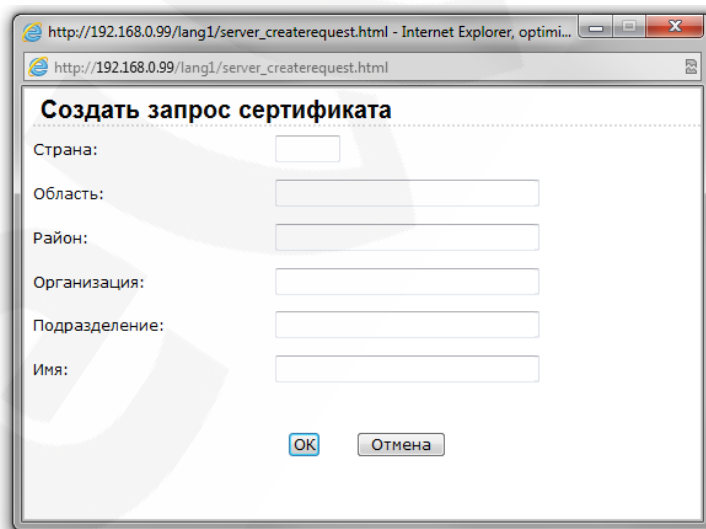 http://192.168.0.99/lang1/server_createrequest.html - Internet Explorer, optimi...
http://192.168.0.99/lang1/server_createrequest.html
Создать запрос сертификата
Страна:
Область:
Район:
Организация:
Подразделение:
Имя:
OK Отмена